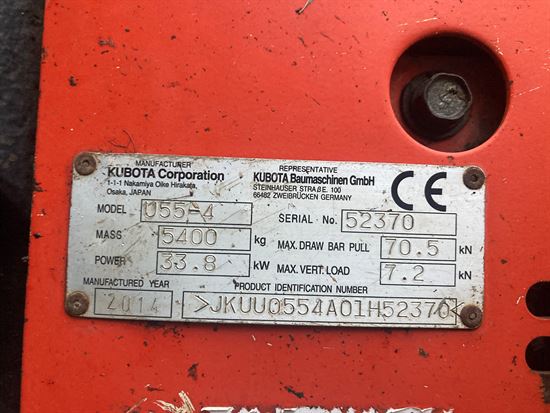 MANUFACTURER
KUBOTA Corporation
1-1-1 Nakamiya Oike Hirakata,
Osaka, JAPAN
REPRESENTATIVE
KUBOTA Baumaschinen GmbH
STEINHAUSER STRAßE. 100
66482 ZWEIBRÜCKEN GERMANY
CE
MODEL U55-4
SERIAL No. 52370
MASS 5400 kg
MAX. DRAW BAR PULL 70.5 kN
POWER 33.8 kW
MAX. VERT. LOAD 7.2 kN
MANUFACTURED YEAR
2014
PRODUCT IDENTIFICATION NUMBER
>JKUU0554A01H52370<